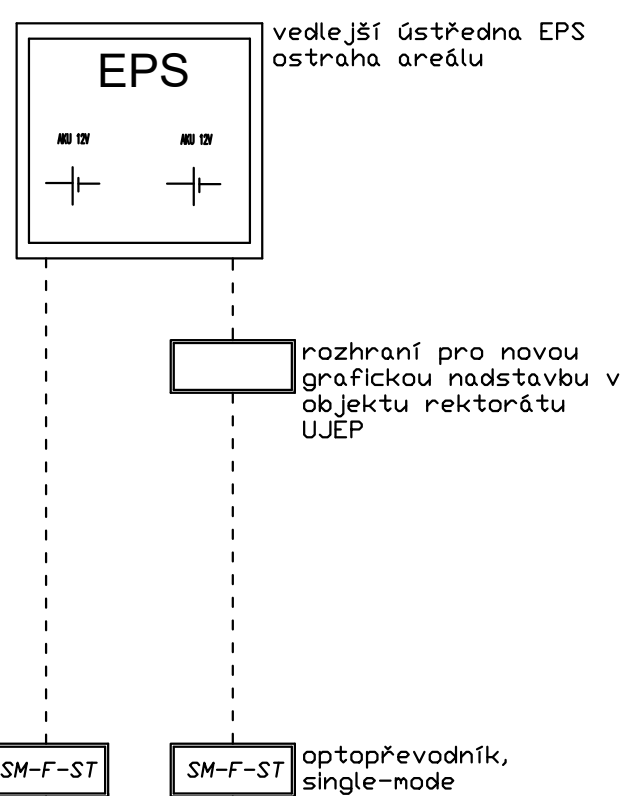 vedlejší ústředna EPS
ostraha areálu
EPS
AKU 12V
AKU 12V
rozhraní pro novou
grafickou nadstavbu v
objektu rektorátu
UJEP
SM-F-ST
SM-F-ST
optopřevodník,
single-mode